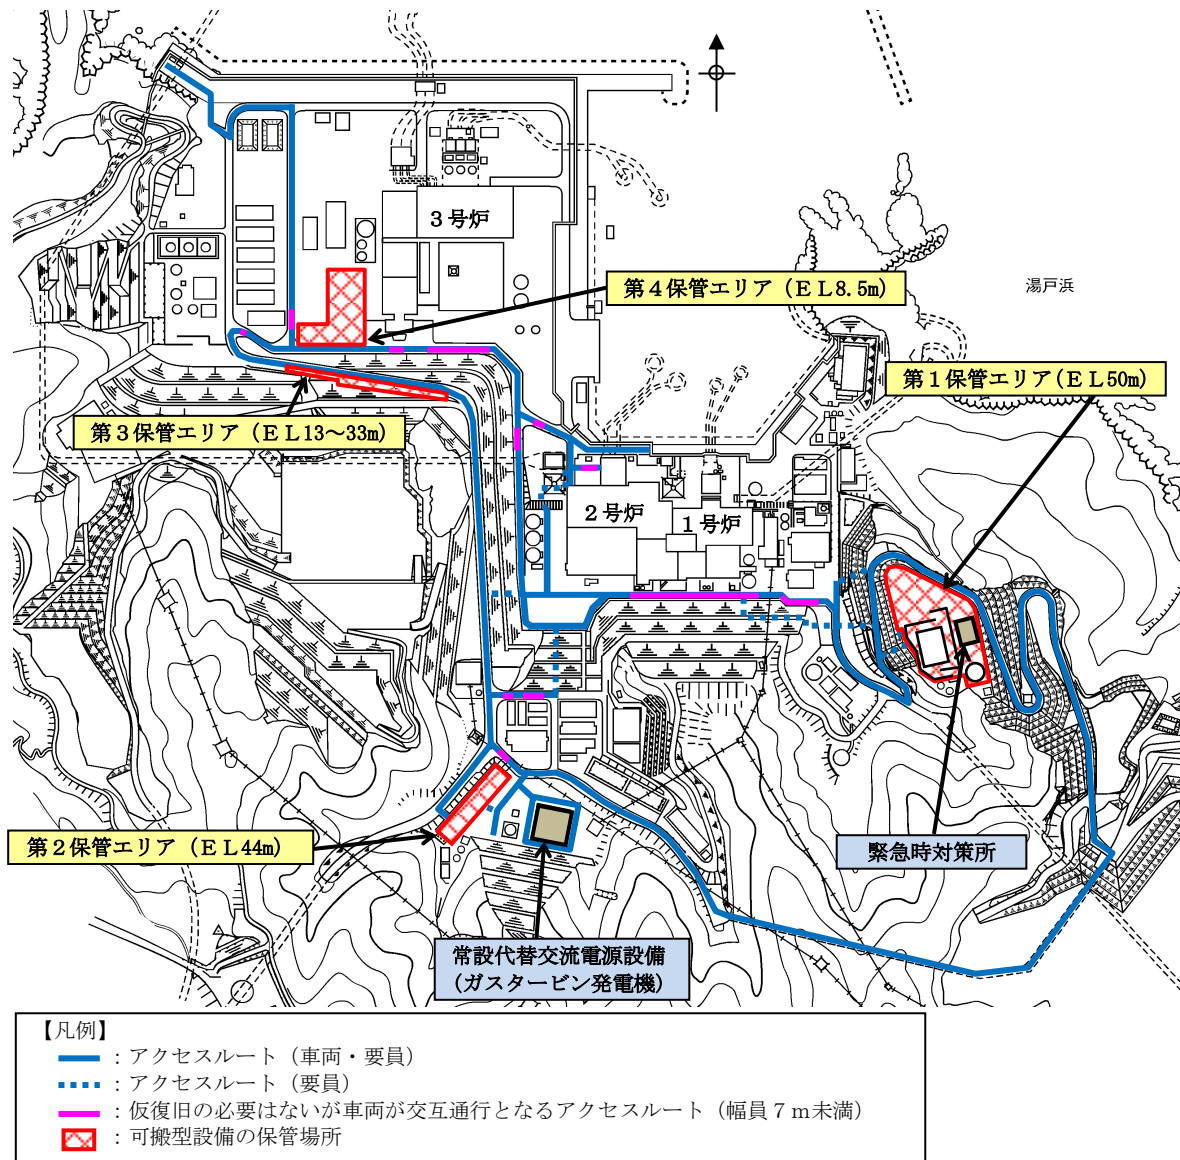 ３号炉
第４保管エリア（ＥＬ8.5m）
湯戸浜
第１保管エリア（ＥＬ50m）
第３保管エリア（ＥＬ13～33m）
２号炉
１号炉
第２保管エリア（ＥＬ44m）
緊急時対策所
常設代替交流電源設備
（ガスタービン発電機）
【凡例】
：アクセスルート（車両・要員）
：アクセスルート（要員）
：仮復旧の必要はないが車両が交互通行となるアクセスルート（幅員７ｍ未満）
：可搬型設備の保管場所